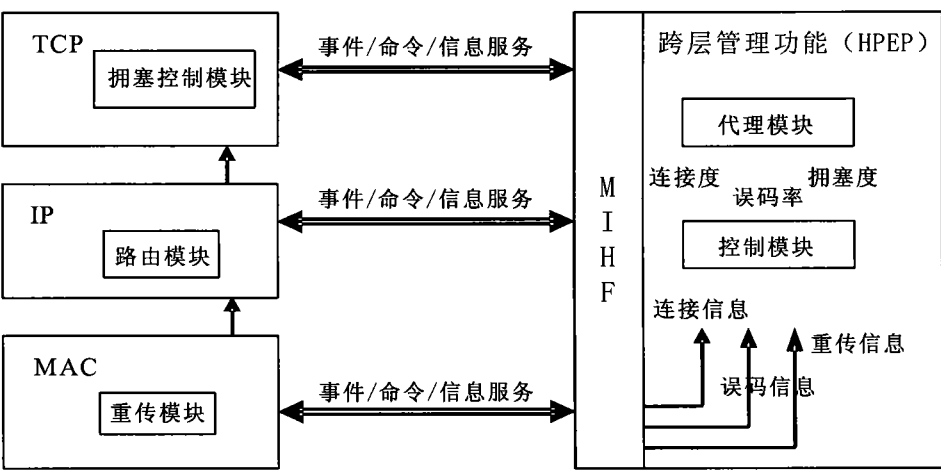 TCP
拥塞控制模块
事件/命令/信息服务
IP
路由模块
事件/命令/信息服务
MAC
重传模块
事件/命令/信息服务
MIHF
跨层管理功能（HPEP）
代理模块
连接度
误码率
拥塞度
控制模块
连接信息
误码信息
重传信息